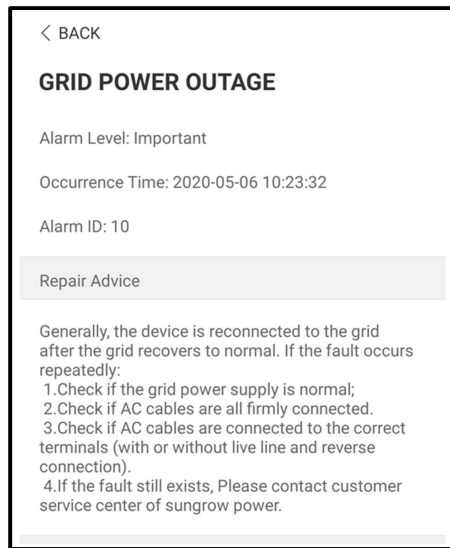 < BACK
GRID POWER OUTAGE
Alarm Level: Important
Occurrence Time: 2020-05-06 10:23:32
Alarm ID: 10
Repair Advice
Generally, the device is reconnected to the grid
after the grid recovers to normal. If the fault occurs
repeatedly:
1.Check if the grid power supply is normal;
2.Check if AC cables are all firmly connected.
3.Check if AC cables are connected to the correct
terminals (with or without live line and reverse
connection).
4.If the fault still exists, Please contact customer
service center of sungrow power.